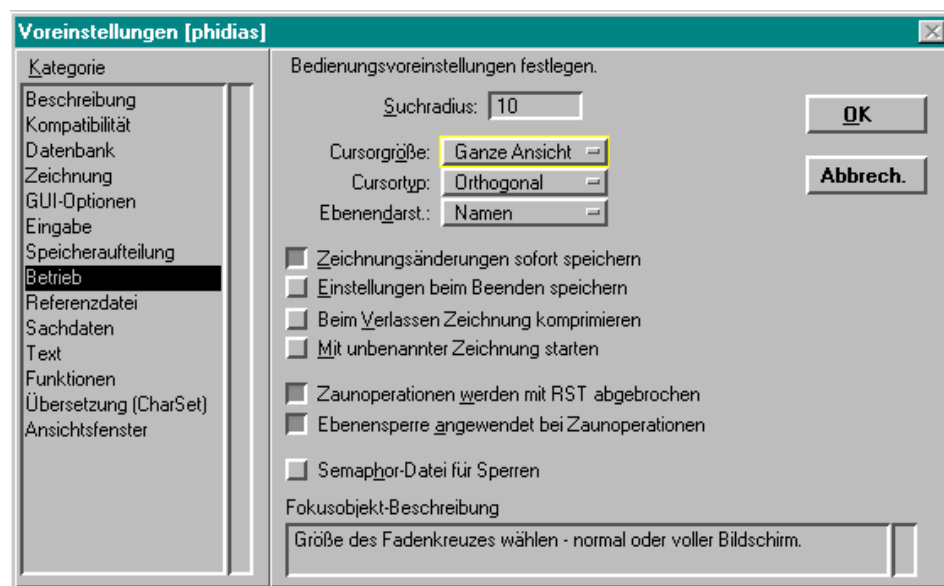 Voreinstellungen [phidias]
Kategorie
Beschreibung
Kompatibilität
Datenbank
Zeichnung
GUI-Optionen
Eingabe
Speicheraufteilung
Betrieb
Referenzdatei
Sachdaten
Text
Funktionen
Übersetzung (CharSet)
Ansichtsfenster
Bedienungsvoreinstellungen festlegen.
Suchradius: 10
Cursorgröße: Ganze Ansicht
Cursortyp: Orthogonal
Ebenendarst.: Namen
Zeichnungsänderungen sofort speichern
Einstellungen beim Beenden speichern
Beim Verlassen Zeichnung komprimieren
Mit unbenannter Zeichnung starten
Zaunoperationen werden mit RST abgebrochen
Ebenensperre angewendet bei Zaunoperationen
Semaphor-Datei für Sperren
Fokusobjekt-Beschreibung
Größe des Fadenkreuzes wählen - normal oder voller Bildschirm.
OK
Abbrech.